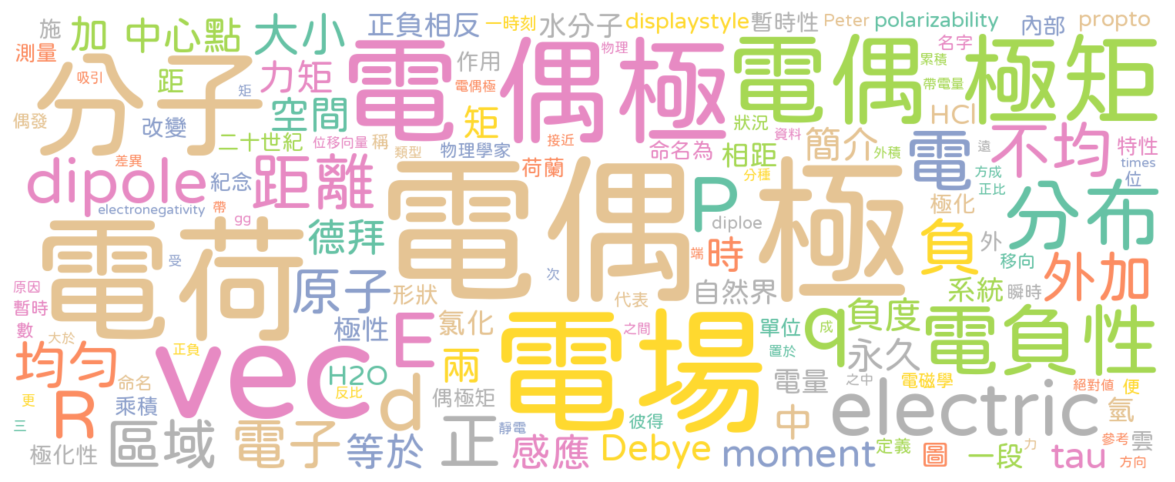 施 加 中心點 大小 正負相反 一時刻 水分子 displaystyle 暫時性 Peter polarizability 內部 propto
測量 吸引 距 力矩 物理 作用 名字 累積 帶電量
分子 電偶極 矩 電偶極 電偶極矩 HCl
偶發 改變 空間 矩 狀況 資料 簡介 不均 特性
二十世紀 位移向量 稱 類型 物理學家 接近 命名為 相距 外積 電 遠 times
dipole 差異 紀念 距離 荷蘭 電偶極 分種 方成 正比 位
electronegativity 帶 gg P diploe 極化 分布
電荷 德拜 時 端 負 外 移向 外加
受 原子 形狀 次 代表 自然界 系統 瞬時
原因 暫時 數 極性 氯化 E 電場 之間 單位 成 q 負度 電負性
大於 正負 vec 兩 置於 永久
均勻 命名 H2O 反比 d 偶極矩 電量 之中 電磁學 絕對值 便
更 R 乘積 彼得 中 electric 氫
三 區域 電子 等於 正 靜電 感應 Debye moment 定義 圖 一段 力 tau 參考 雲
極化性 方向